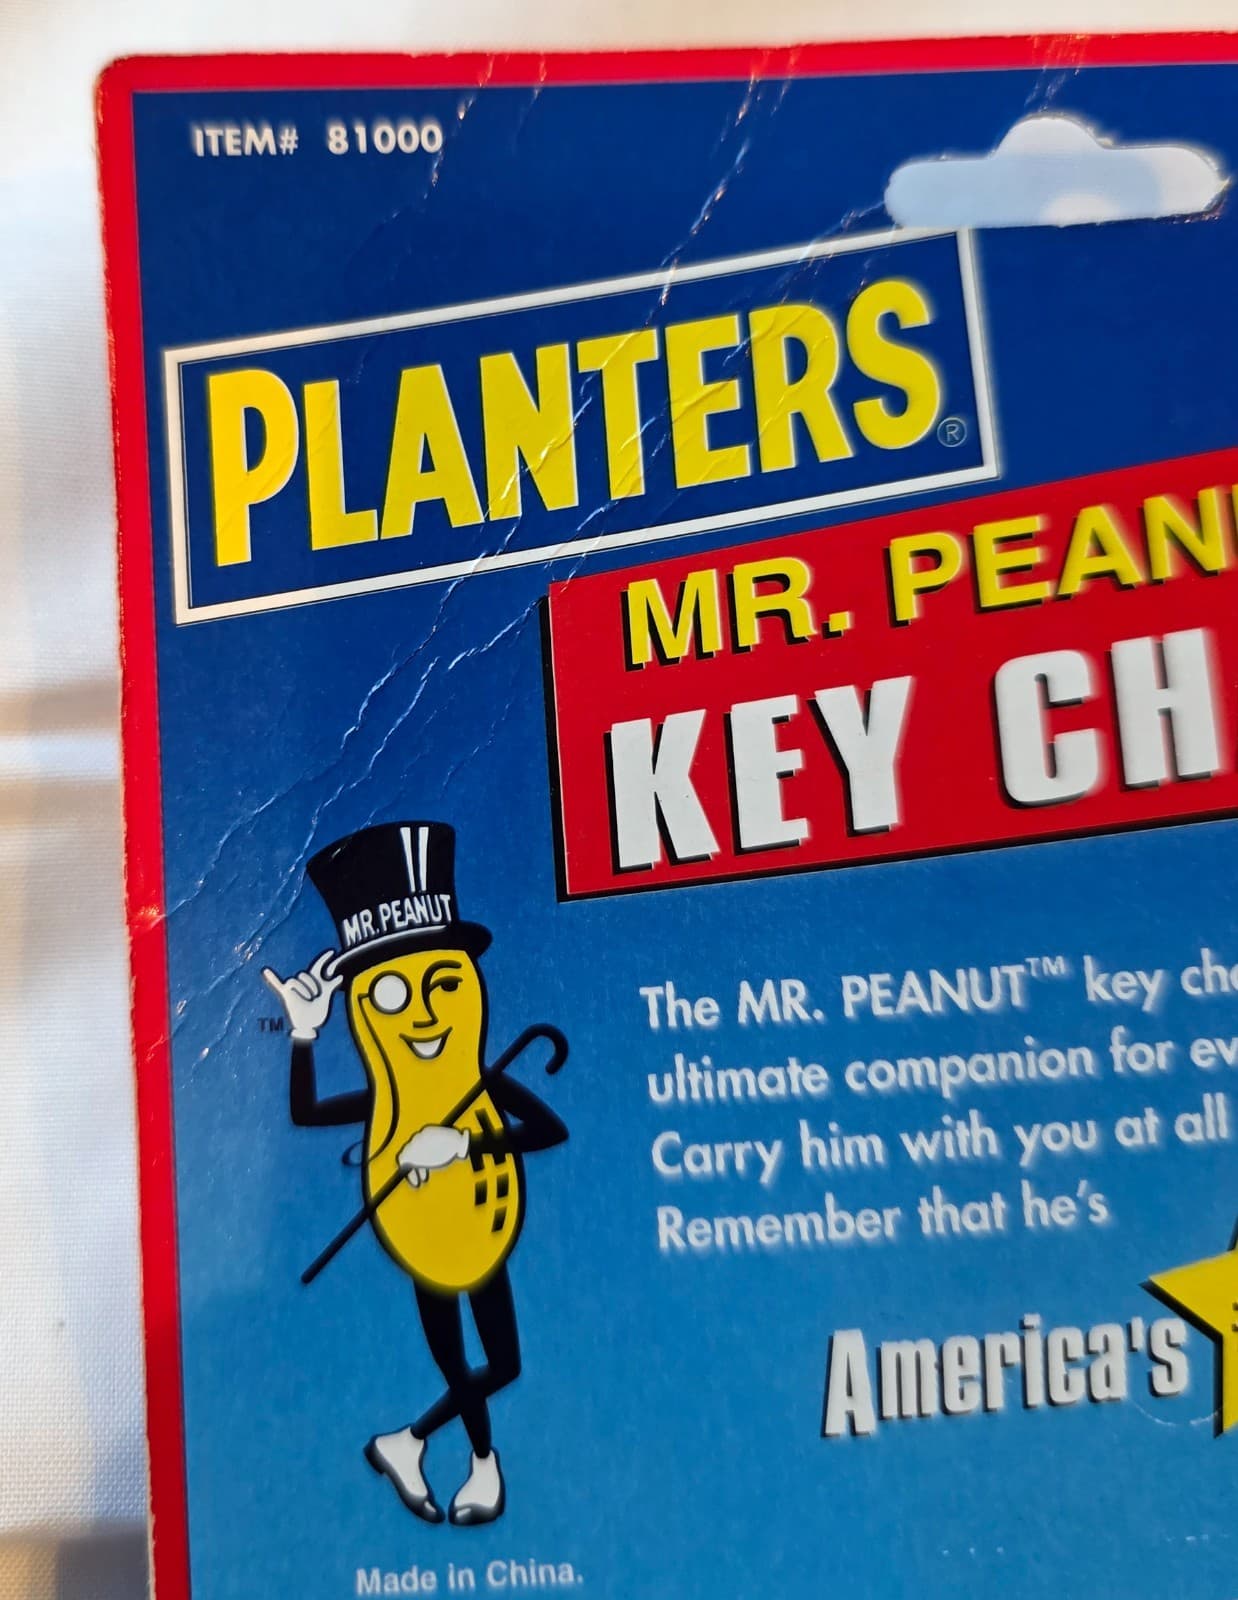 ITEM# 81000
PLANTERS®
MR. PEAN
KEY CH
MR. PEANUT
TM
The MR. PEANUT™ key cha
ultimate companion for ev
Carry him with you at all
Remember that he's
America's
Made in China.